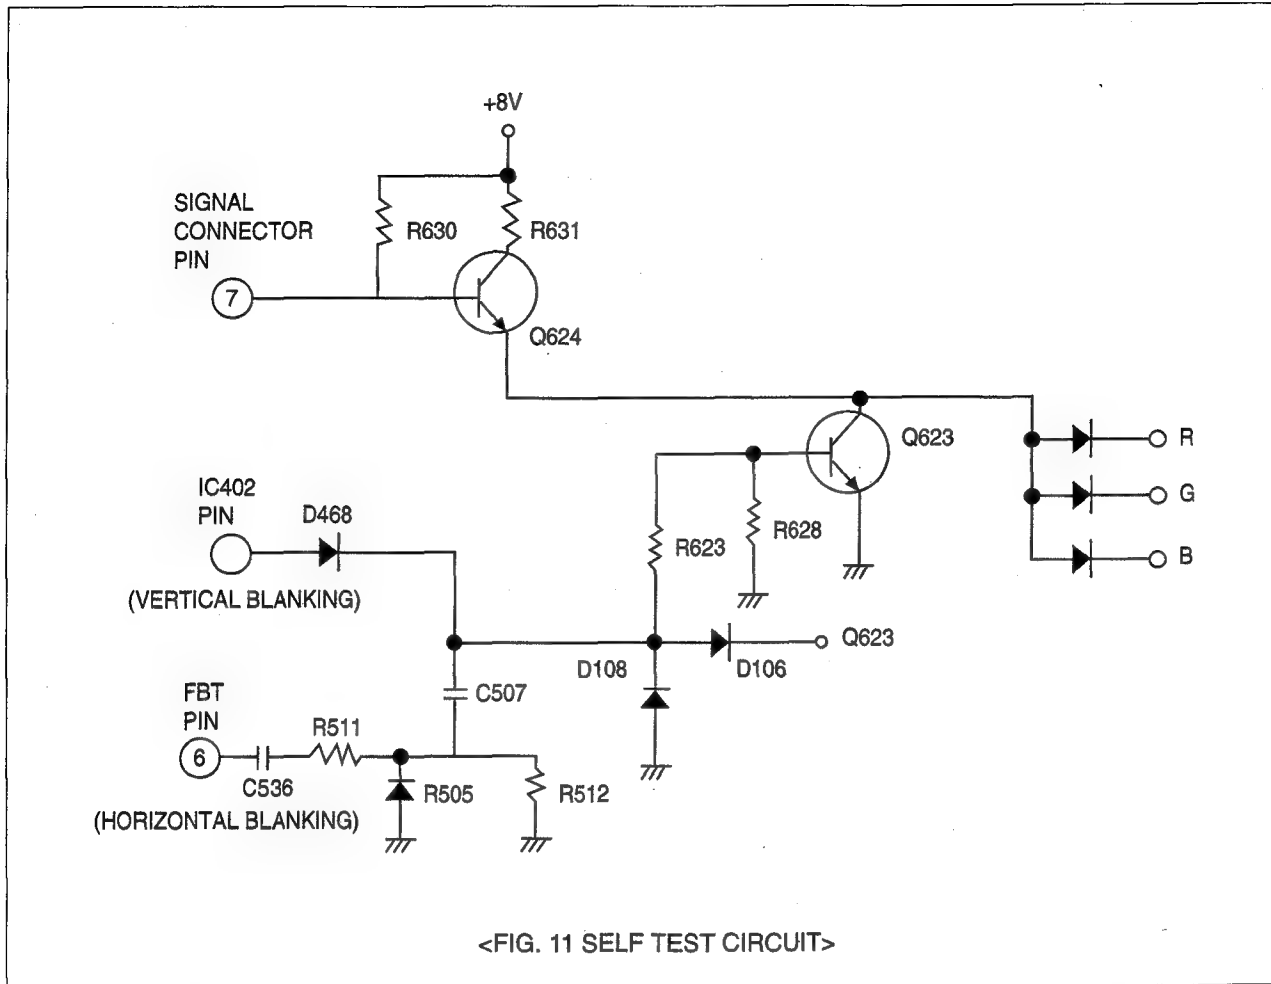 +8V
SIGNAL
CONNECTOR
PIN
7
R630
R631
Q624
Q623
R
G
B
IC402
PIN
D468
(VERTICAL BLANKING)
R623
R628
D108
D106
Q623
C507
FBT
PIN
6
R511
C536
R505
R512
(HORIZONTAL BLANKING)
<FIG. 11 SELF TEST CIRCUIT>